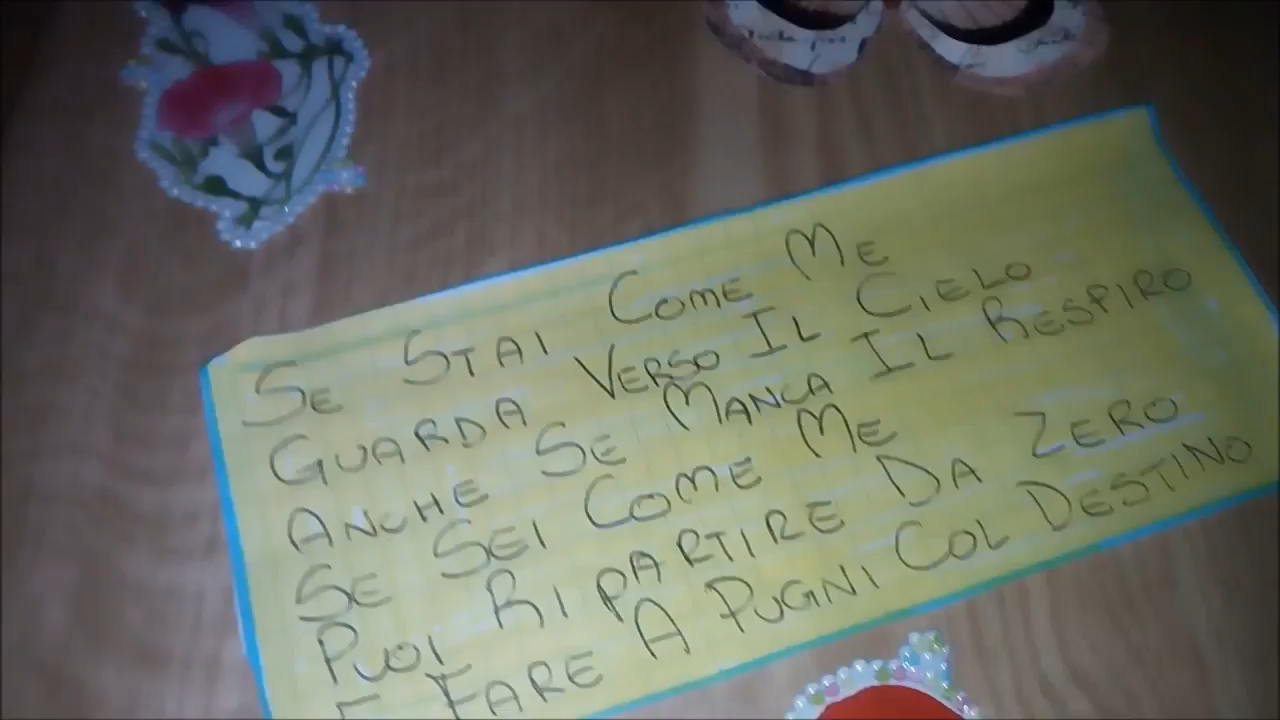 SE STAI COME ME
GUARDA VERSO IL CIELO
ANCHE SE MANCA IL RESPIRO
SE SEI COME ME
PUOI RIPARTIRE DA ZERO
E FARE A PUGNI COL DESTINO